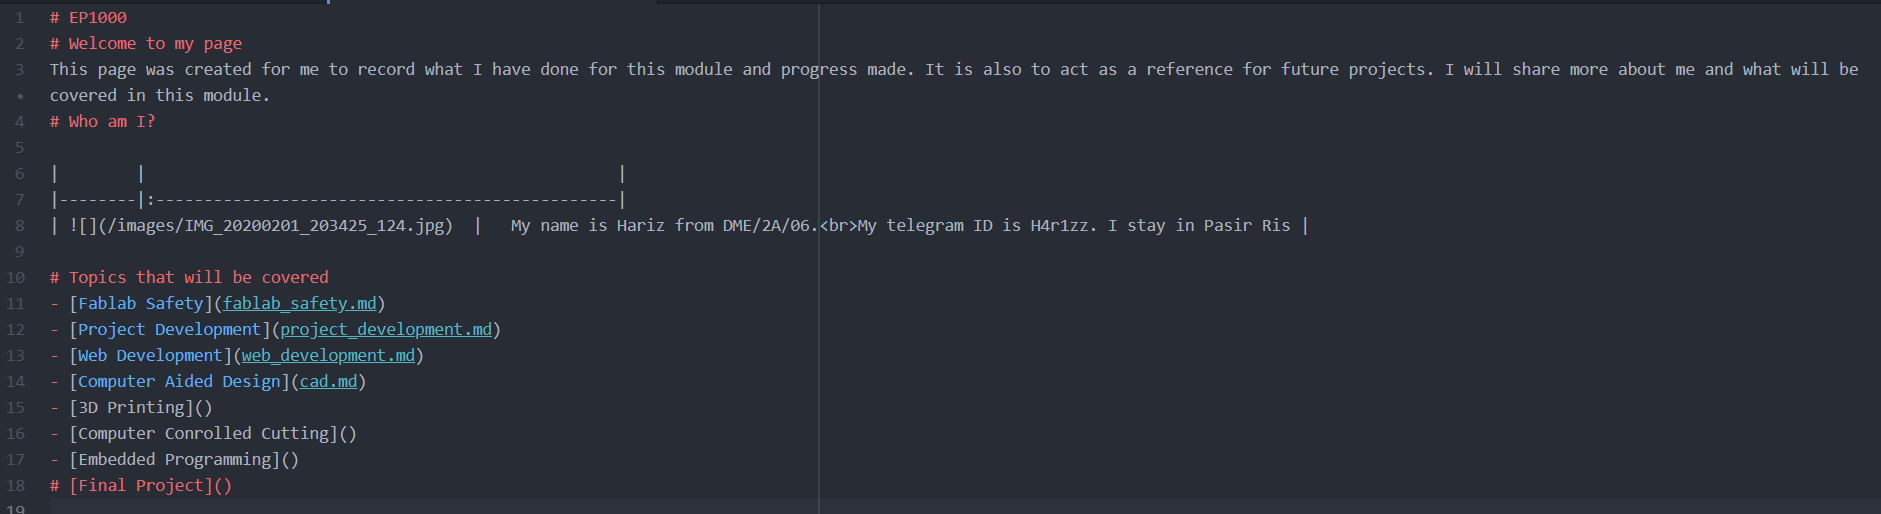 1 # EP1000
2 # Welcome to my page
3 This page was created for me to record what I have done for this module and progress made. It is also to act as a reference for future projects. I will share more about me and what will be
• covered in this module.
4 # Who am I?
5
6 |        |                                                 |
7 |--------|:------------------------------------------------|
8 | ![](/images/IMG_20200201_203425_124.jpg)  |   My name is Hariz from DME/2A/06.<br>My telegram ID is H4r1zz. I stay in Pasir Ris |
9
10 # Topics that will be covered
11 - [Fablab Safety](fablab_safety.md)
12 - [Project Development](project_development.md)
13 - [Web Development](web_development.md)
14 - [Computer Aided Design](cad.md)
15 - [3D Printing]()
16 - [Computer Conrolled Cutting]()
17 - [Embedded Programming]()
18 # [Final Project]()
19